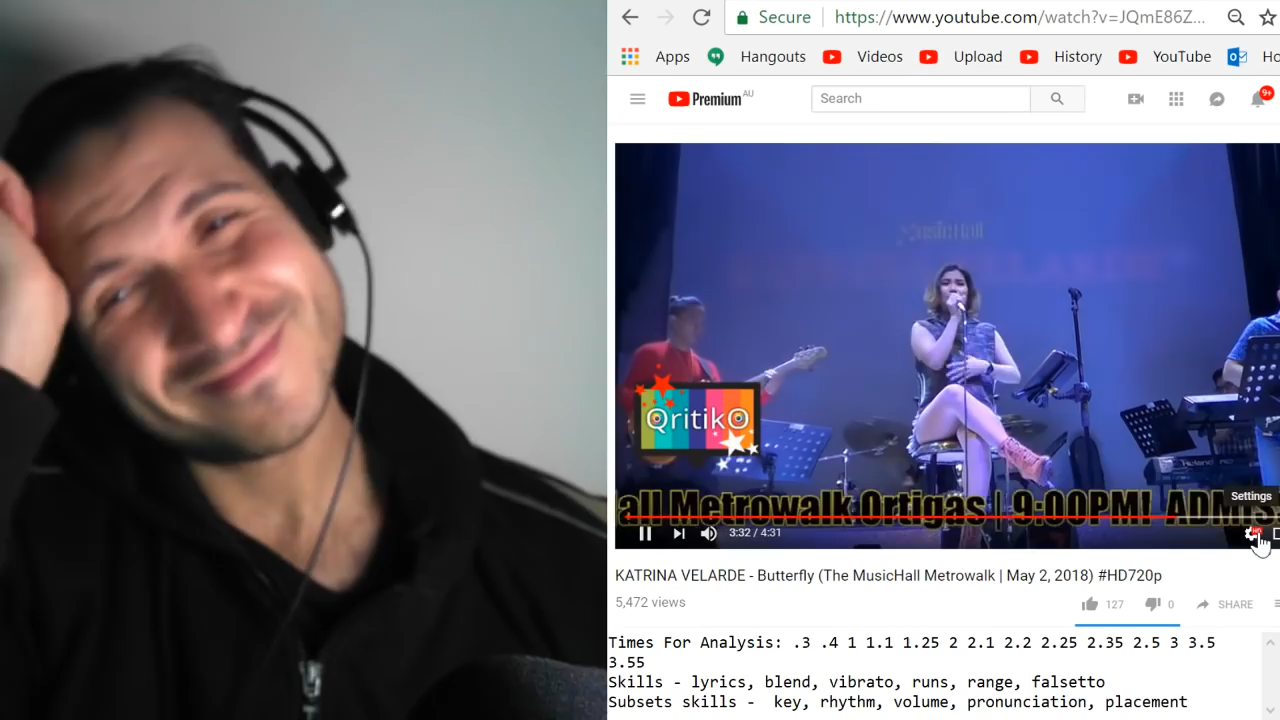 Secure https://www.youtube.com/watch?v=JQmE86Z...
Apps Hangouts Videos Upload History YouTube Ho
Premium AU Search 9+
MusicHall
QritikO
all Metrowalk Ortigas | 9:00PM! ADMIS
Settings
3:32 / 4:31 HD
KATRINA VELARDE - Butterfly (The MusicHall Metrowalk | May 2, 2018) #HD720p
5,472 views
127 0 SHARE
Times For Analysis: .3 .4 1 1.1 1.25 2 2.1 2.2 2.25 2.35 2.5 3 3.5
3.55
Skills - lyrics, blend, vibrato, runs, range, falsetto
Subsets skills - key, rhythm, volume, pronunciation, placement